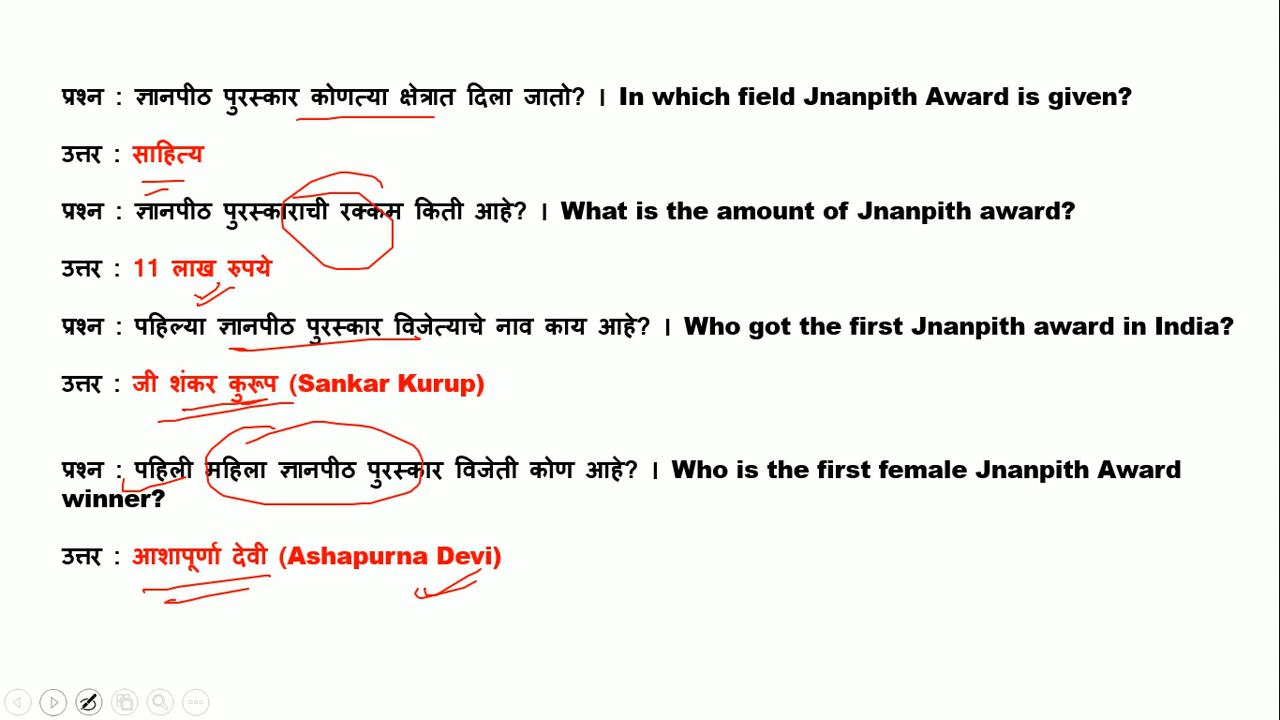 प्रश्न : ज्ञानपीठ पुरस्कार कोणत्या क्षेत्रात दिला जातो? । In which field Jnanpith Award is given?
उत्तर : साहित्य
प्रश्न : ज्ञानपीठ पुरस्काराची रक्कम किती आहे? । What is the amount of Jnanpith award?
उत्तर : 11 लाख रुपये
प्रश्न : पहिल्या ज्ञानपीठ पुरस्कार विजेत्याचे नाव काय आहे? । Who got the first Jnanpith award in India?
उत्तर : जी शंकर कुरूप (Sankar Kurup)
प्रश्न : पहिली महिला ज्ञानपीठ पुरस्कार विजेती कोण आहे? । Who is the first female Jnanpith Award
winner?
उत्तर : आशापूर्णा देवी (Ashapurna Devi)